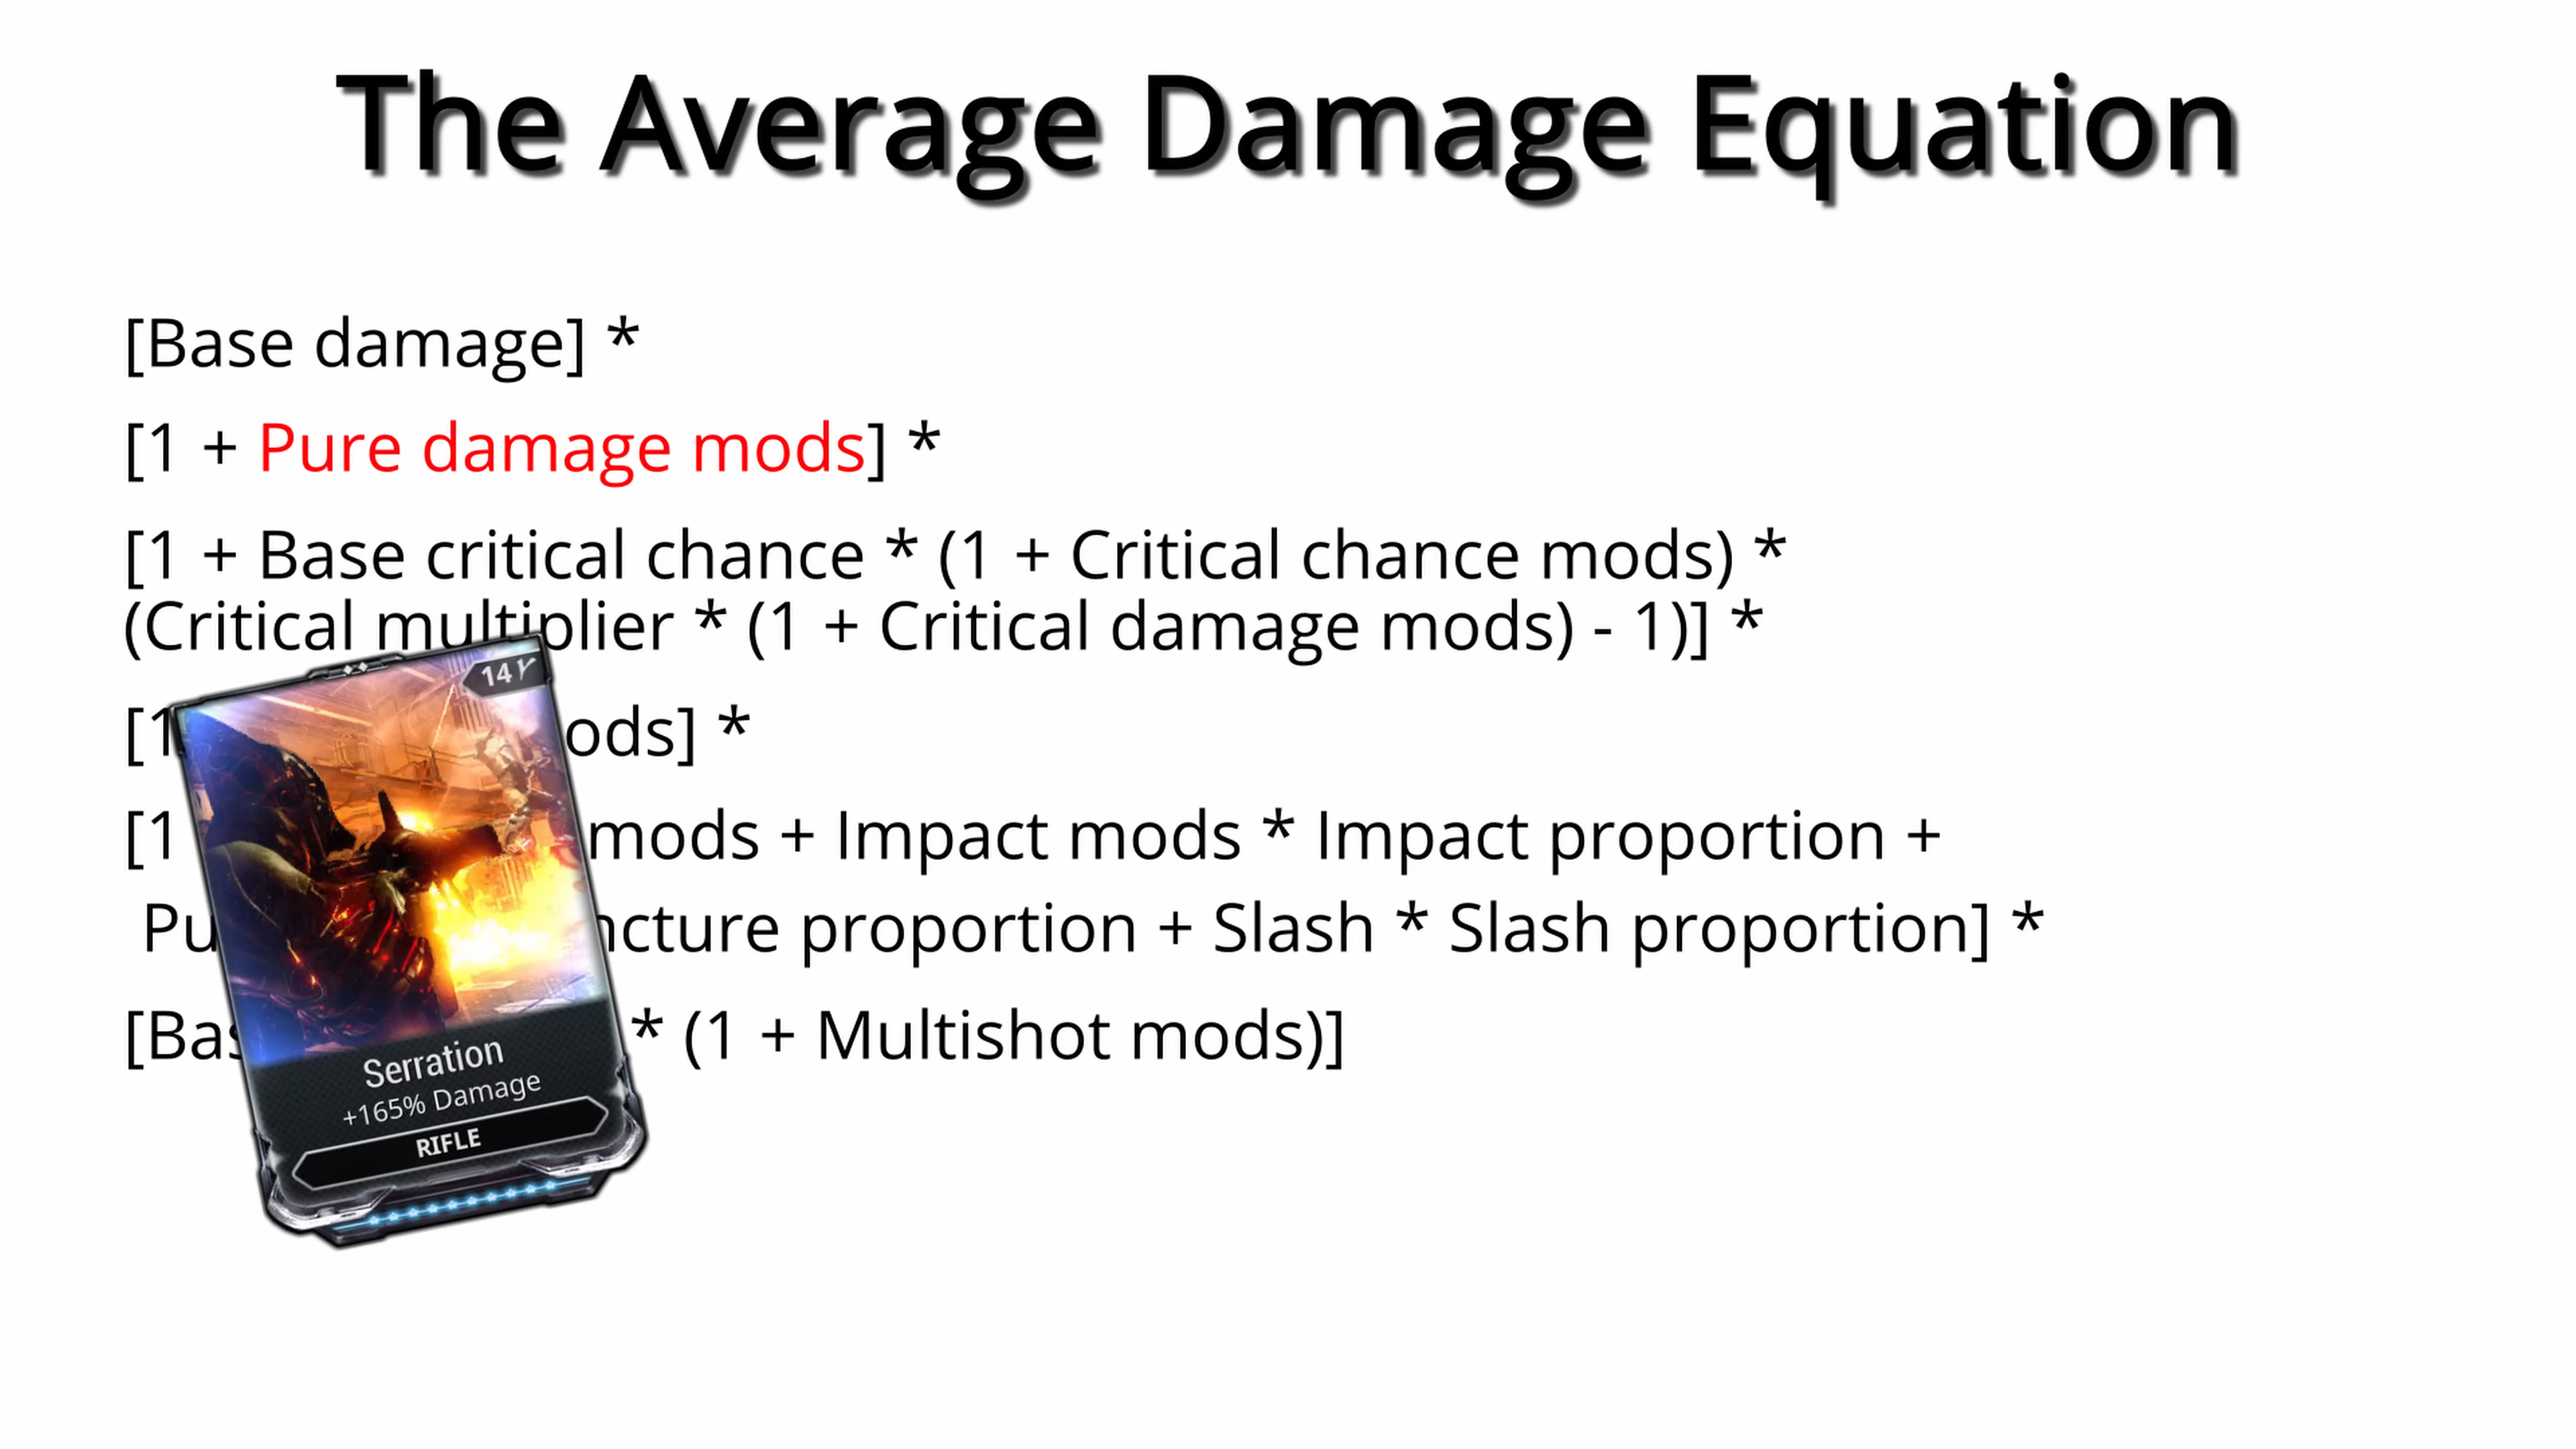 The Average Damage Equation
[Base damage] *
[1 + Pure damage mods] *
[1 + Base critical chance * (1 + Critical chance mods) *
(Critical multiplier * (1 + Critical damage mods) - 1)] *
14
[1 ods] *
[1 mods + Impact mods * Impact proportion +
Pu ncture proportion + Slash * Slash proportion] *
[Bas * (1 + Multishot mods)]
Serration
+165% Damage
RIFLE